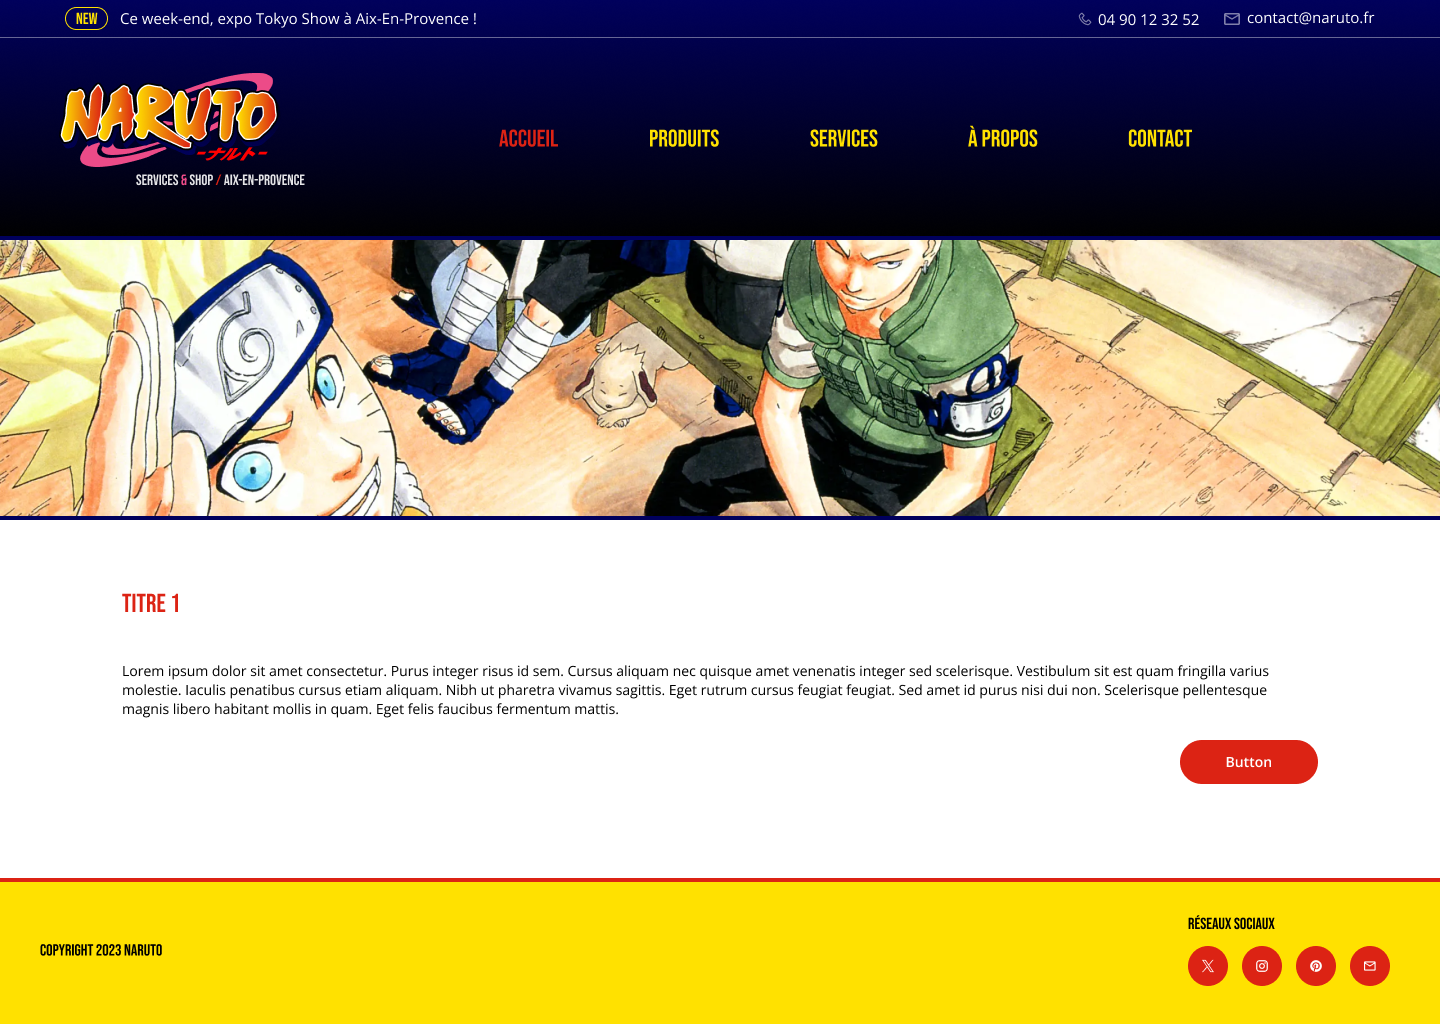 NEW Ce week-end, expo Tokyo Show à Aix-En-Provence !
04 90 12 32 52
contact@naruto.fr
NARUTO
-ナルト-
SERVICES & SHOP / AIX-EN-PROVENCE
ACCUEIL
PRODUITS
SERVICES
À PROPOS
CONTACT
TITRE 1
Lorem ipsum dolor sit amet consectetur. Purus integer risus id sem. Cursus aliquam nec quisque amet venenatis integer sed scelerisque. Vestibulum sit est quam fringilla varius
molestie. Iaculis penatibus cursus etiam aliquam. Nibh ut pharetra vivamus sagittis. Eget rutrum cursus feugiat feugiat. Sed amet id purus nisi dui non. Scelerisque pellentesque
magnis libero habitant mollis in quam. Eget felis faucibus fermentum mattis.
Button
COPYRIGHT 2023 NARUTO
RÉSEAUX SOCIAUX